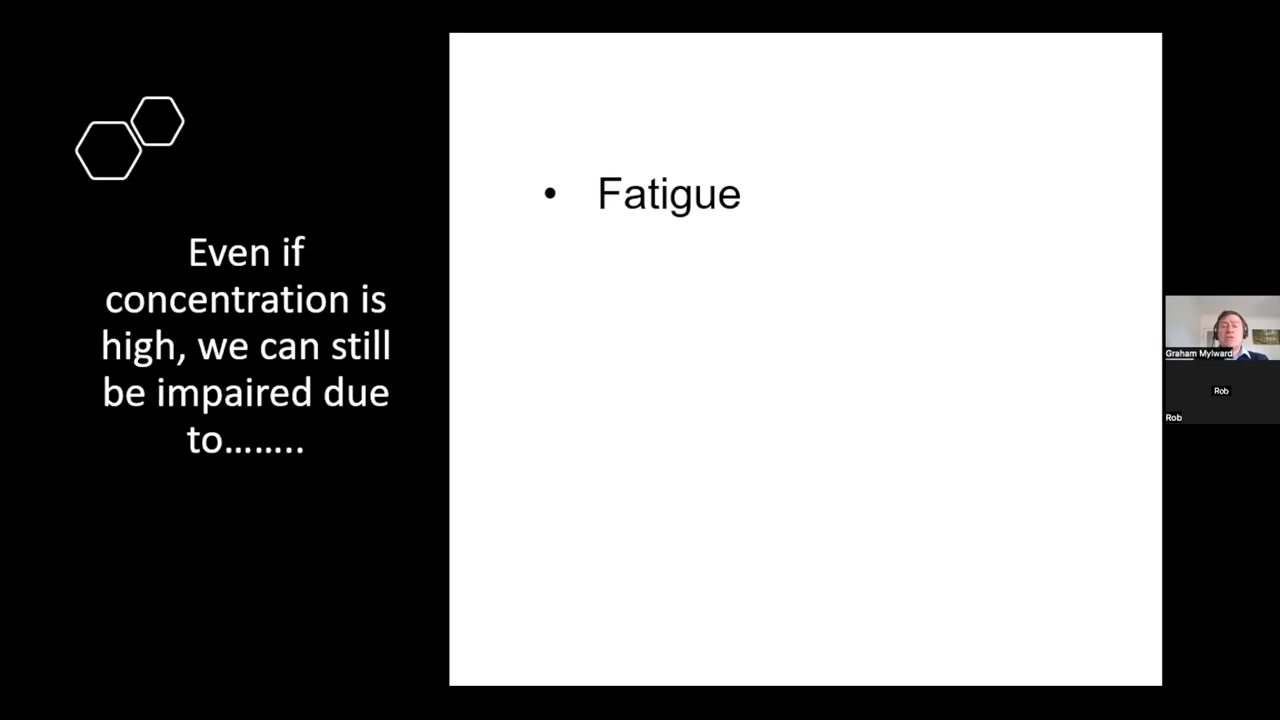 Even if
concentration is
high, we can still
be impaired due
to……..
• Fatigue
Graham Mylward
Rob
Rob